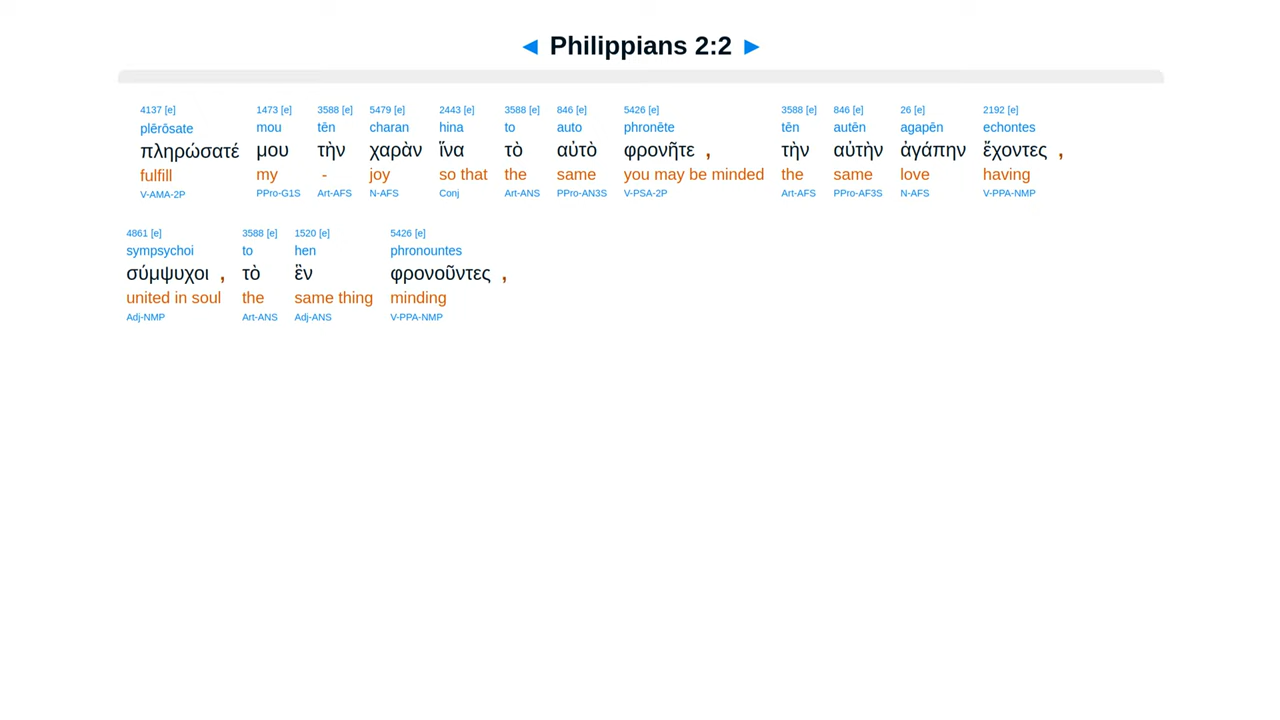 ◄ Philippians 2:2 ►
4137 [e] 1473 [e] 3588 [e] 5479 [e] 2443 [e] 3588 [e] 846 [e] 5426 [e] 3588 [e] 846 [e] 26 [e] 2192 [e]
plērōsate mou tēn charan hina to auto phronēte tēn autēn agapēn echontes
πληρώσατέ μου τὴν χαρὰν ἵνα τὸ αὐτὸ φρονῆτε , τὴν αὐτὴν ἀγάπην ἔχοντες ,
fulfill my - joy so that the same you may be minded the same love having
V-AMA-2P PPro-G1S Art-AFS N-AFS Conj Art-ANS PPro-AN3S V-PSA-2P Art-AFS PPro-AF3S N-AFS V-PPA-NMP
4861 [e] 3588 [e] 1520 [e] 5426 [e]
sympsychoi to hen phronountes
σύμψυχοι , τὸ ἓν φρονοῦντες ,
united in soul the same thing minding
Adj-NMP Art-ANS Adj-ANS V-PPA-NMP